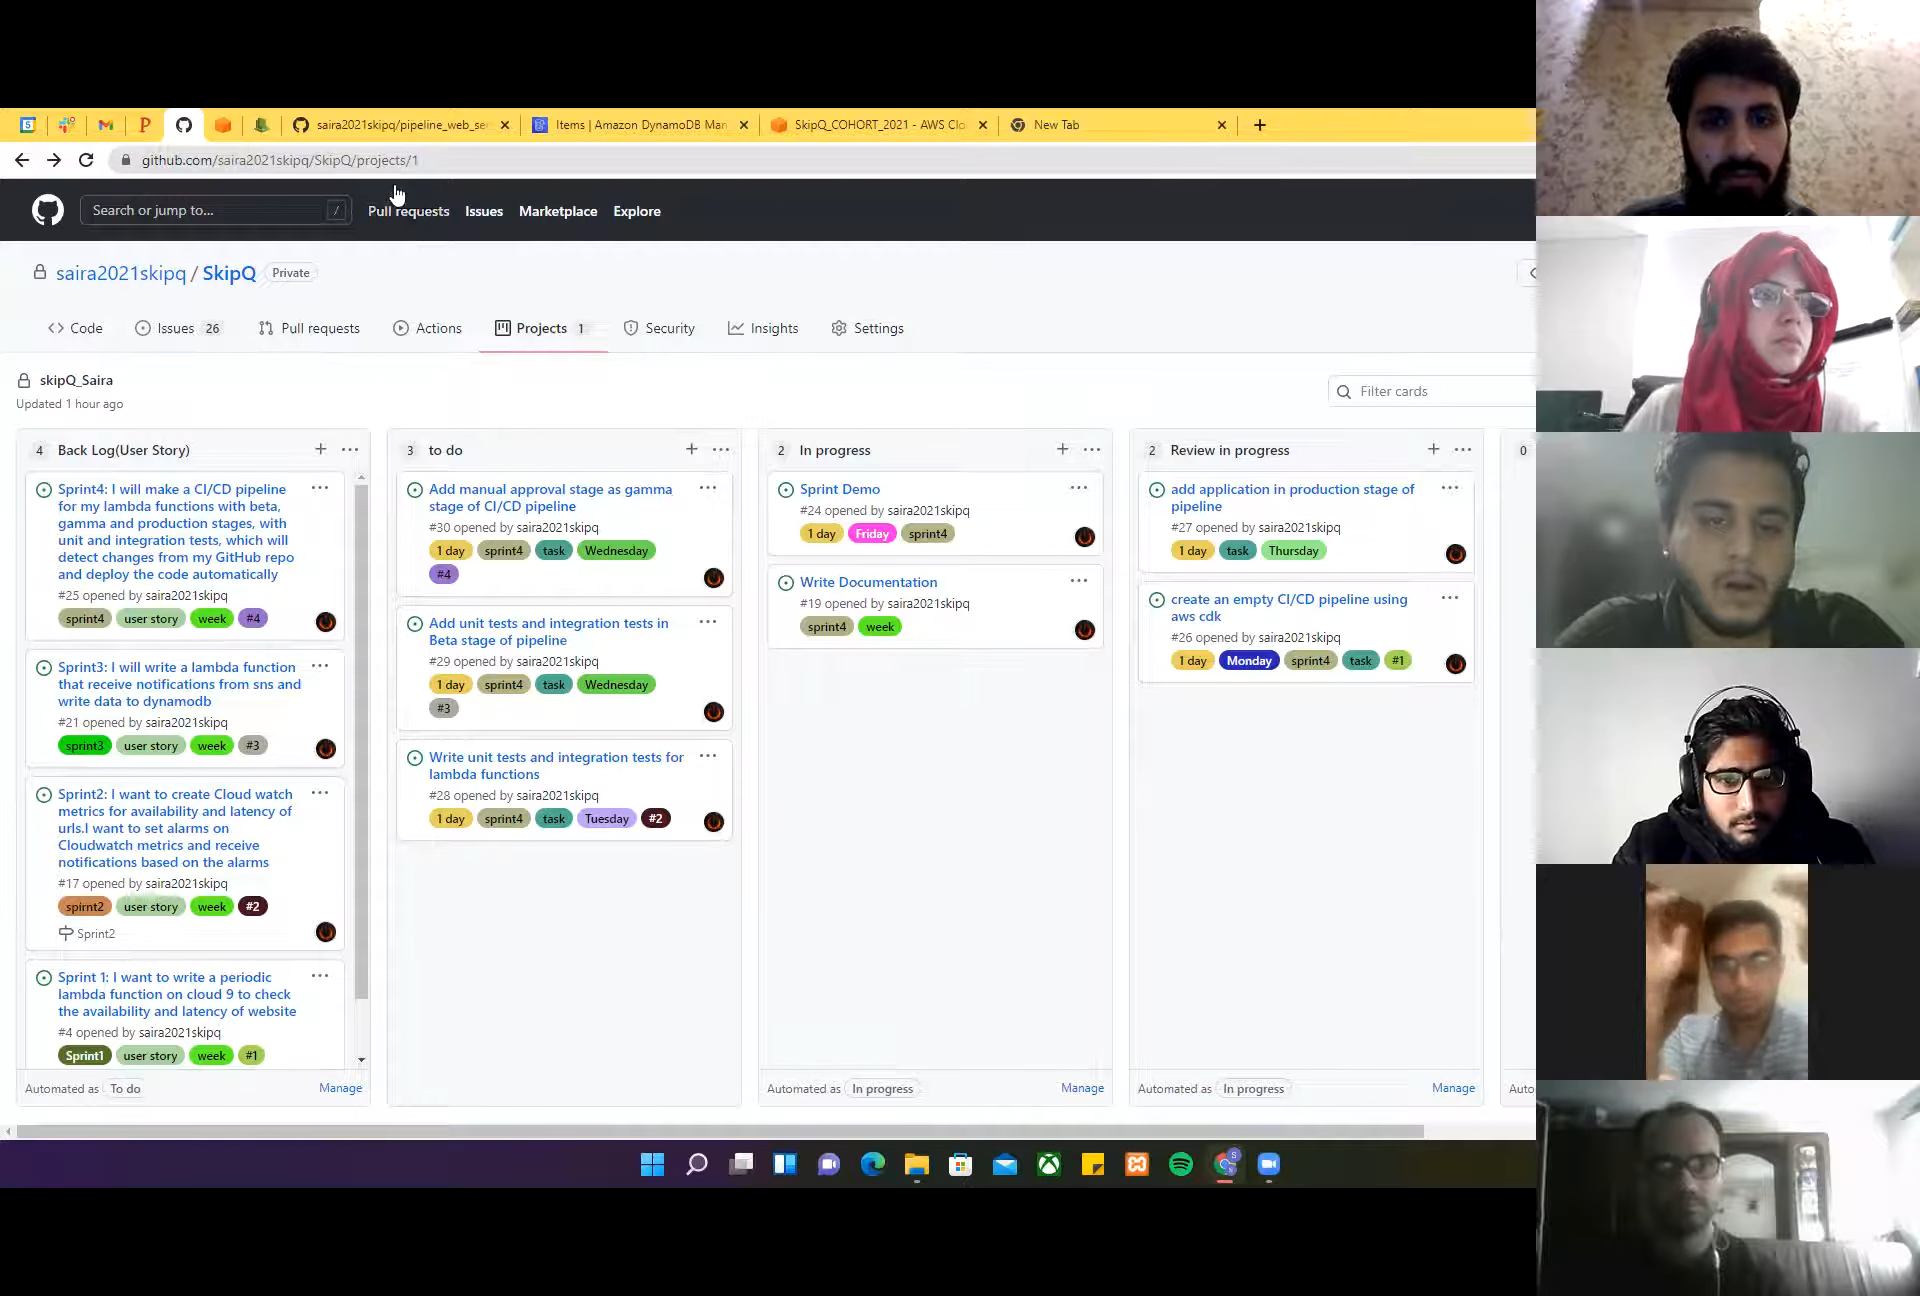 saira2021skipq/pipeline_web_se
Items | Amazon DynamoDB Man
SkipQ_COHORT_2021 - AWS Clo
New Tab
github.com/saira2021skipq/SkipQ/projects/1
Search or jump to... /
Pull requests Issues Marketplace Explore
saira2021skipq / SkipQ Private
Code Issues 26 Pull requests Actions Projects 1 Security Insights Settings
skipQ_Saira
Updated 1 hour ago
Filter cards
4 Back Log(User Story)
Sprint4: I will make a CI/CD pipeline
for my lambda functions with beta,
gamma and production stages, with
unit and integration tests, which will
detect changes from my GitHub repo
and deploy the code automatically
#25 opened by saira2021skipq
sprint4 user story week #4
Sprint3: I will write a lambda function
that receive notifications from sns and
write data to dynamodb
#21 opened by saira2021skipq
sprint3 user story week #3
Sprint2: I want to create Cloud watch
metrics for availability and latency of
urls.I want to set alarms on
Cloudwatch metrics and receive
notifications based on the alarms
#17 opened by saira2021skipq
spirnt2 user story week #2
Sprint2
Sprint 1: I want to write a periodic
lambda function on cloud 9 to check
the availability and latency of website
#4 opened by saira2021skipq
Sprint1 user story week #1
Automated as To do Manage
3 to do
Add manual approval stage as gamma
stage of CI/CD pipeline
#30 opened by saira2021skipq
1 day sprint4 task Wednesday
#4
Add unit tests and integration tests in
Beta stage of pipeline
#29 opened by saira2021skipq
1 day sprint4 task Wednesday
#3
Write unit tests and integration tests for
lambda functions
#28 opened by saira2021skipq
1 day sprint4 task Tuesday #2
2 In progress
Sprint Demo
#24 opened by saira2021skipq
1 day Friday sprint4
Write Documentation
#19 opened by saira2021skipq
sprint4 week
Automated as In progress Manage
2 Review in progress
add application in production stage of
pipeline
#27 opened by saira2021skipq
1 day task Thursday
create an empty CI/CD pipeline using
aws cdk
#26 opened by saira2021skipq
1 day Monday sprint4 task #1
Automated as In progress Manage
0
Auto